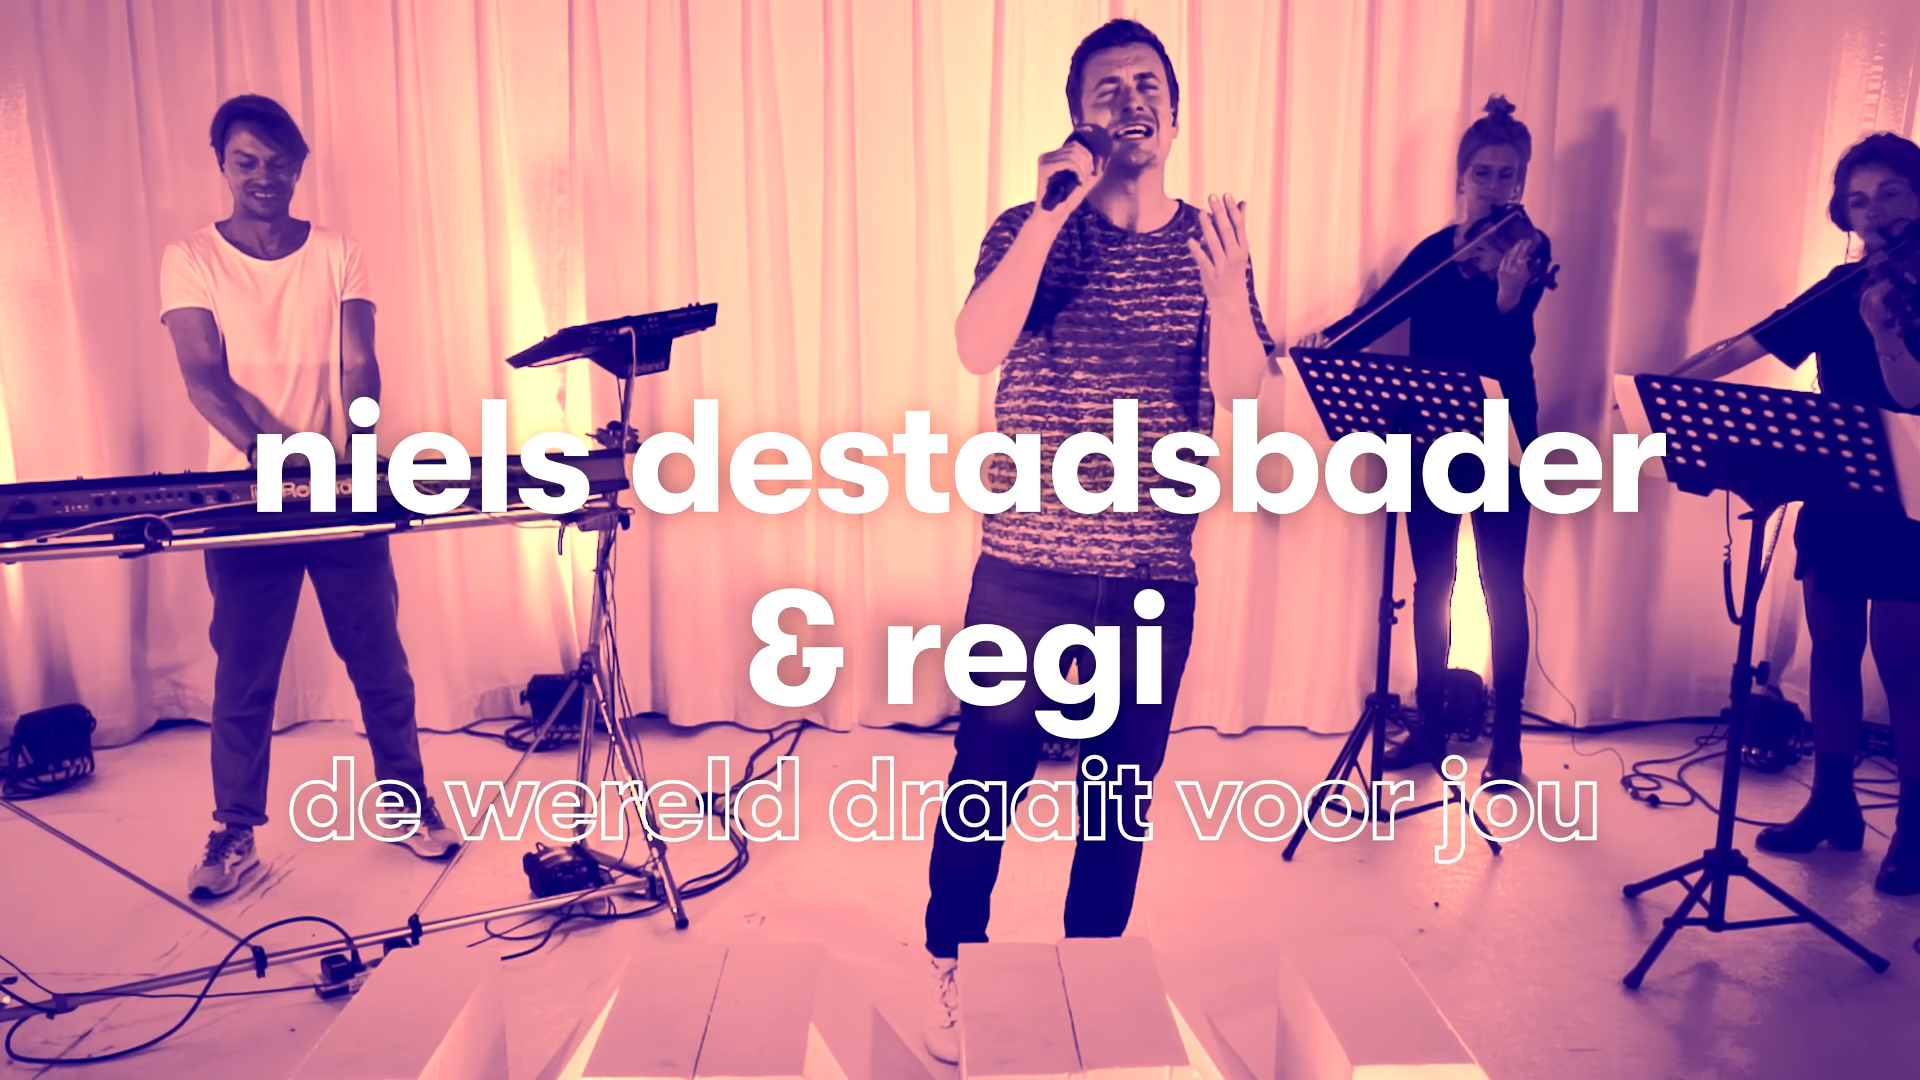 niels destadsbader
& regi
de wereld draait voor jou